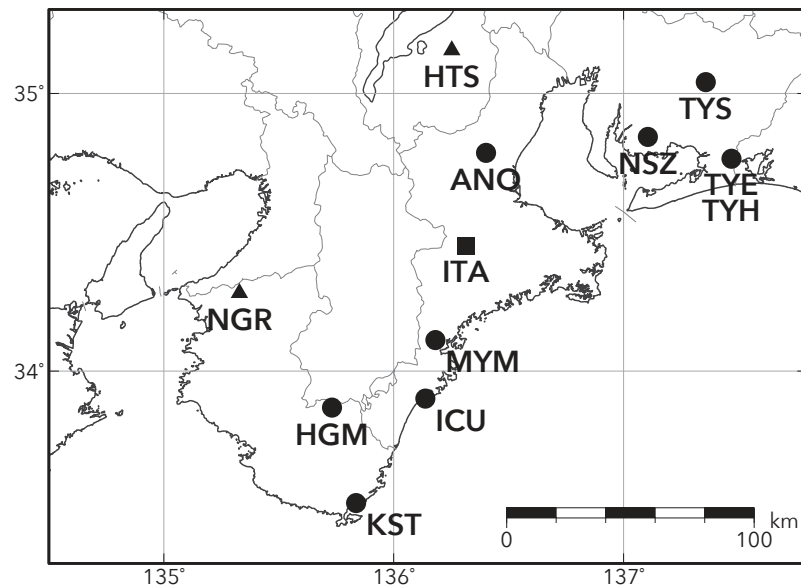 HTS
35°
TYS
NSZ
ANO
TYE
TYH
ITA
NGR
MYM
34°
ICU
HGM
KST
km
0
100
135°
136°
137°